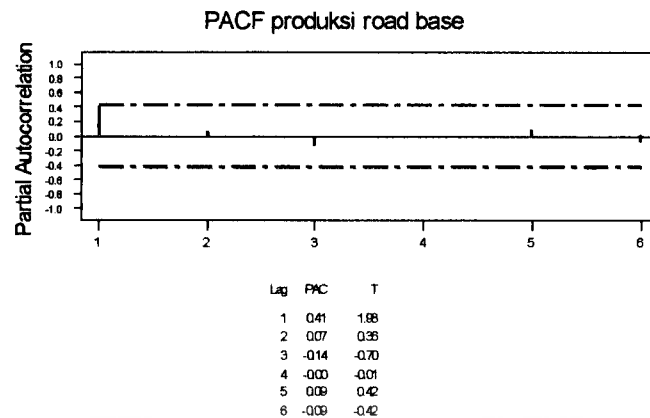 PACF produksi road base
Partial Autocorrelation
1.0
0.8
0.6
0.4
0.2
0.0
-0.2
-0.4
-0.6
-0.8
-1.0
1 2 3 4 5 6
Lag PAC T
1 0.41 1.98
2 0.07 0.36
3 -0.14 -0.70
4 -0.00 -0.01
5 0.09 0.42
6 -0.09 -0.42